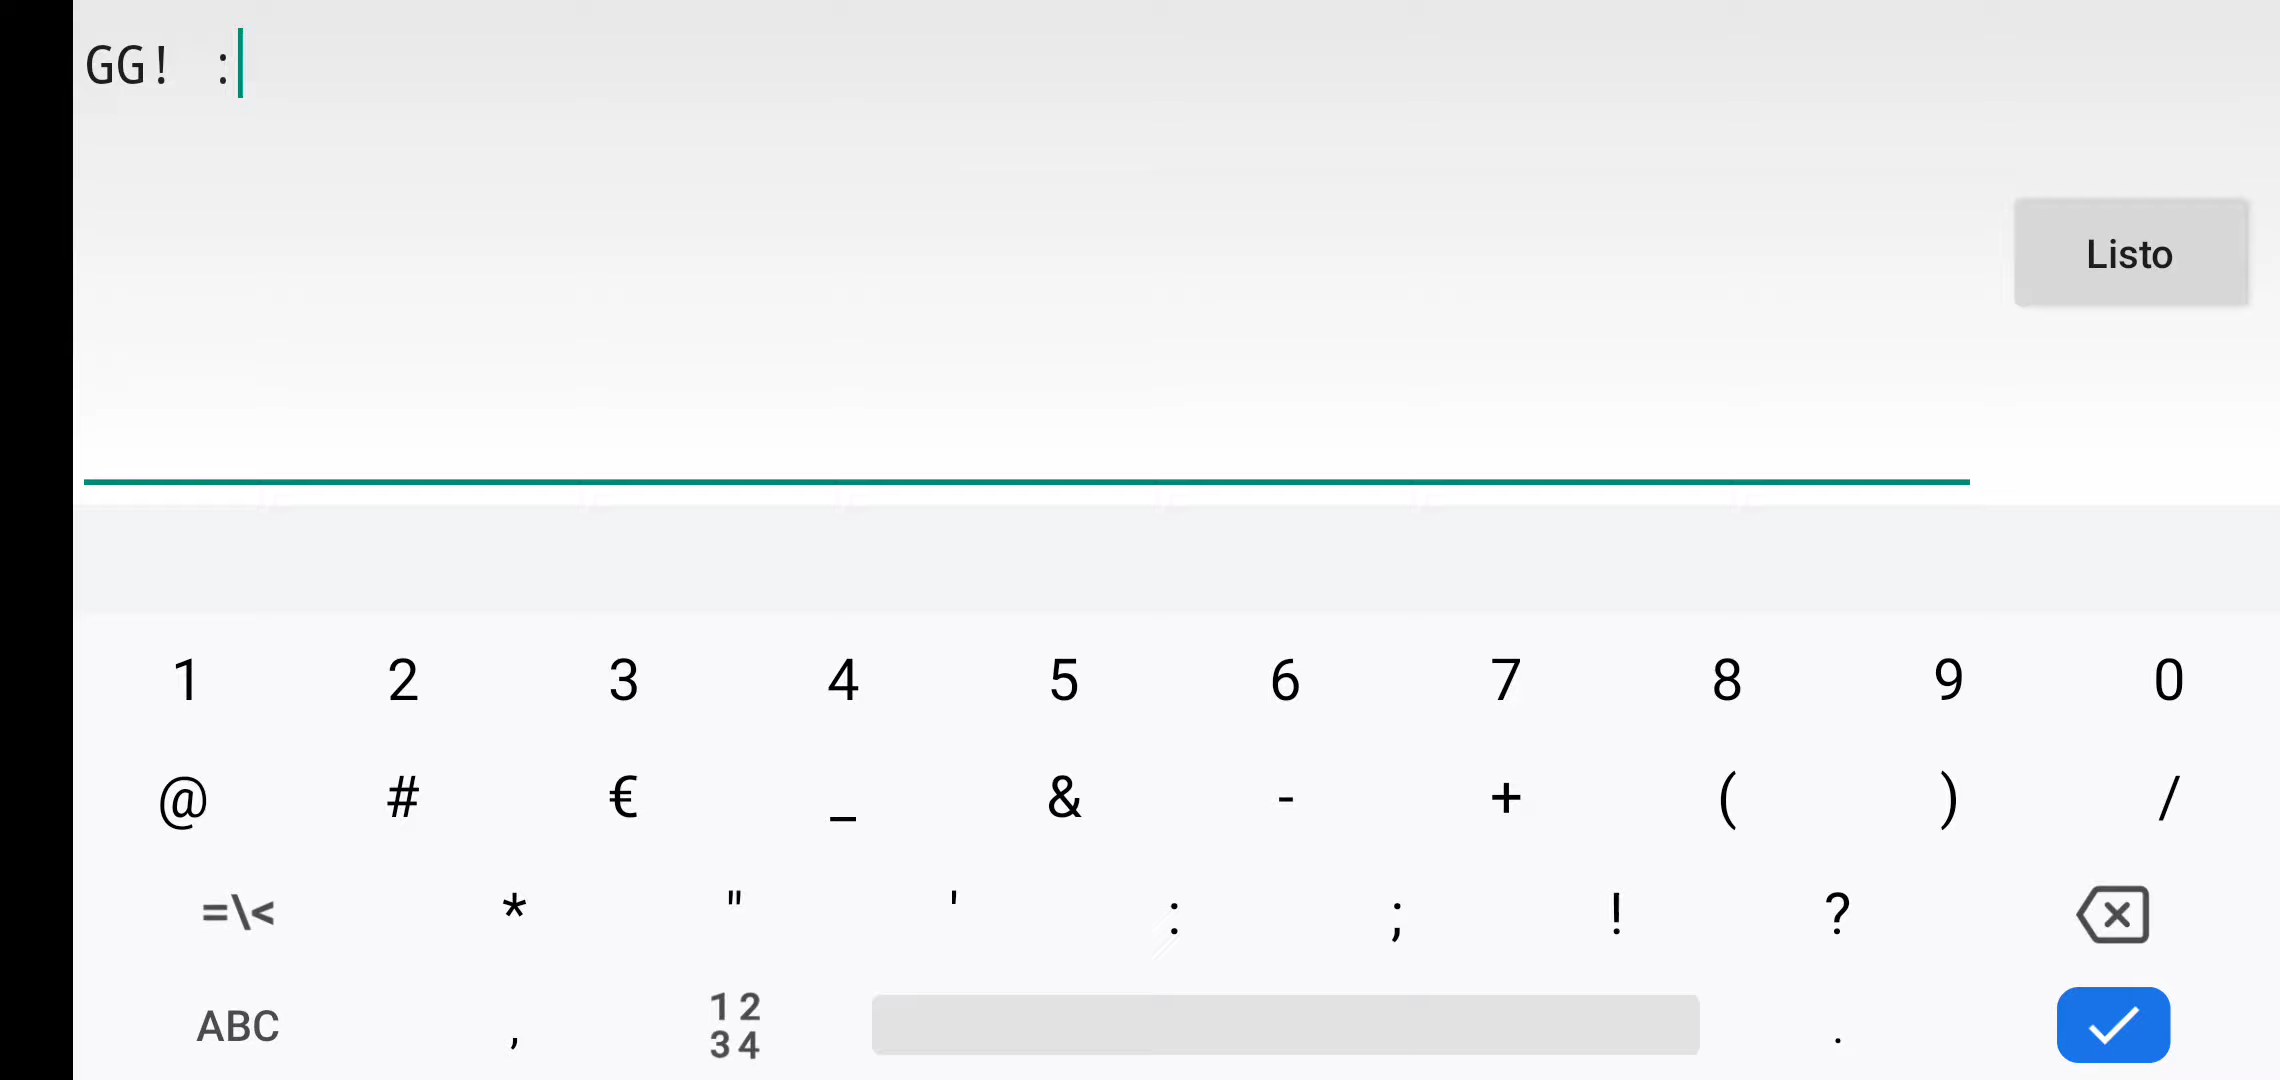 GG! :
Listo
1 2 3 4 5 6 7 8 9 0
@ # € _ & - + ( ) /
=\< * " ' : ; ! ?
ABC , 12 34 .